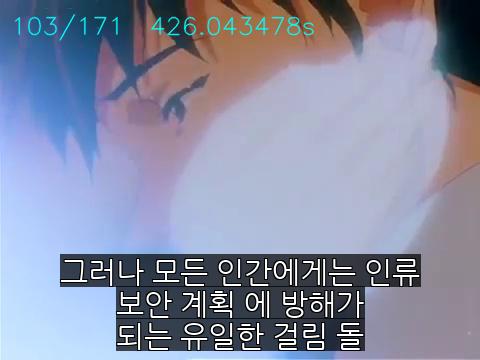 103/171 426.043478s
그러나 모든 인간에게는 인류
보안 계획 에 방해가
되는 유일한 걸림 돌